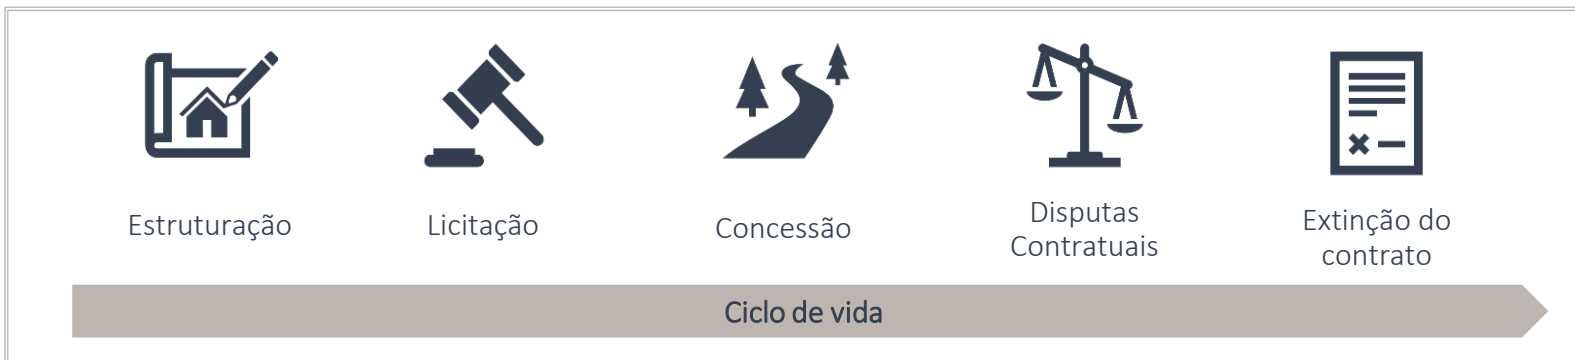 Estruturação
Licitação
Concessão
Disputas
Contratuais
Extinção do
contrato
Ciclo de vida